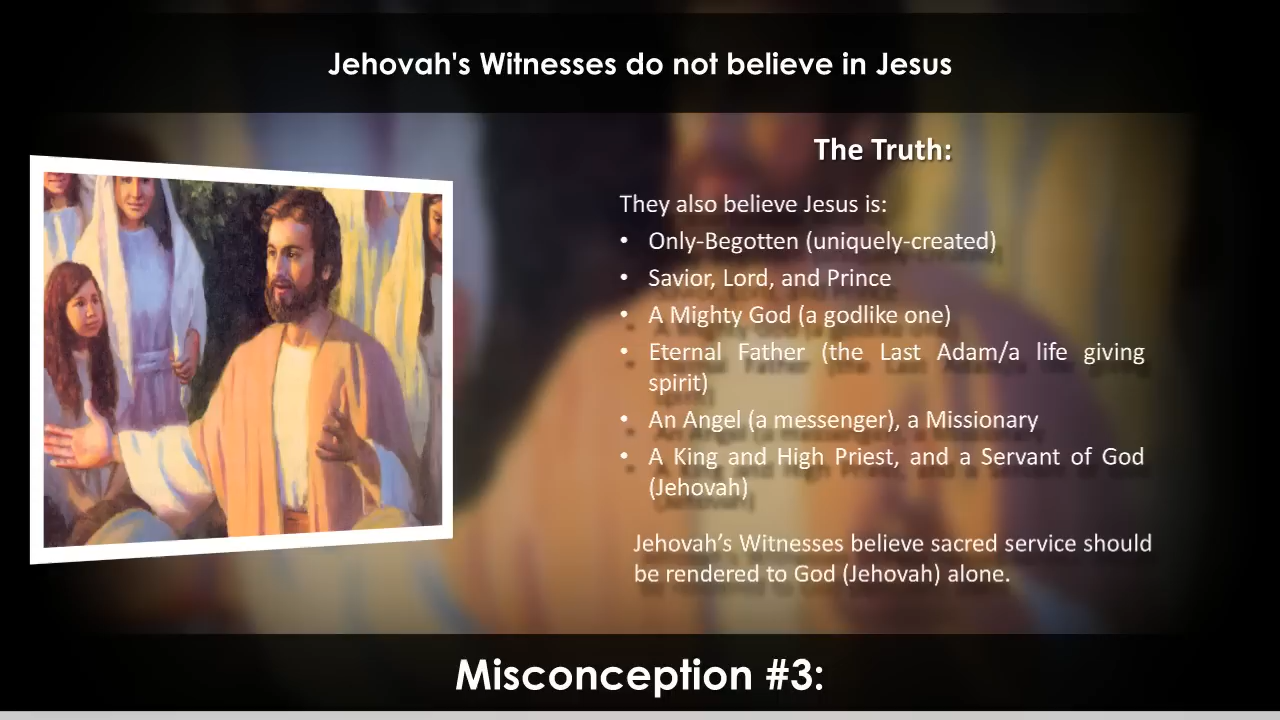 Jehovah's Witnesses do not believe in Jesus
The Truth:
They also believe Jesus is:
• Only-Begotten (uniquely-created)
• Savior, Lord, and Prince
• A Mighty God (a godlike one)
• Eternal Father (the Last Adam/a life giving
spirit)
• An Angel (a messenger), a Missionary
• A King and High Priest, and a Servant of God
(Jehovah)
Jehovah’s Witnesses believe sacred service should
be rendered to God (Jehovah) alone.
Misconception #3: